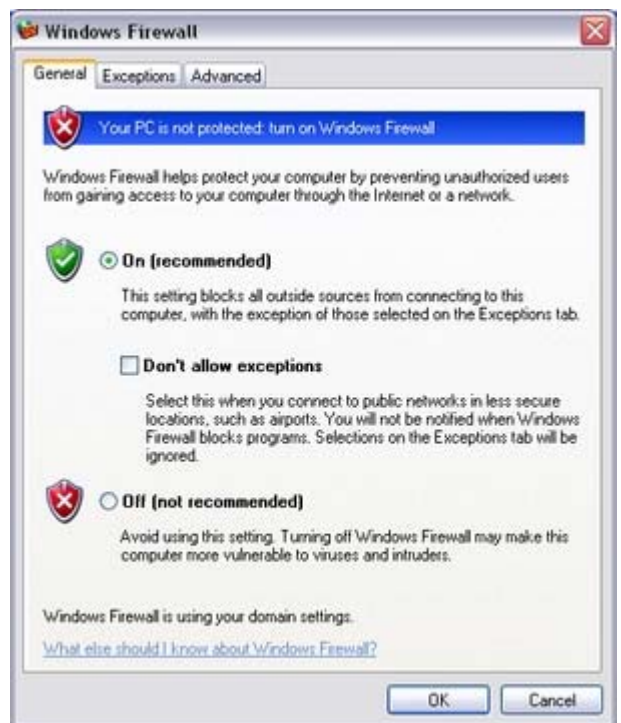 Windows Firewall
General Exceptions Advanced
Your PC is not protected: turn on Windows Firewall
Windows Firewall helps protect your computer by preventing unauthorized users
from gaining access to your computer through the Internet or a network.
On (recommended)
This setting blocks all outside sources from connecting to this
computer, with the exception of those selected on the Exceptions tab.
Don't allow exceptions
Select this when you connect to public networks in less secure
locations, such as airports. You will not be notified when Windows
Firewall blocks programs. Selections on the Exceptions tab will be
ignored.
Off (not recommended)
Avoid using this setting. Turning off Windows Firewall may make this
computer more vulnerable to viruses and intruders.
Windows Firewall is using your domain settings.
What else should I know about Windows Firewall?
OK Cancel